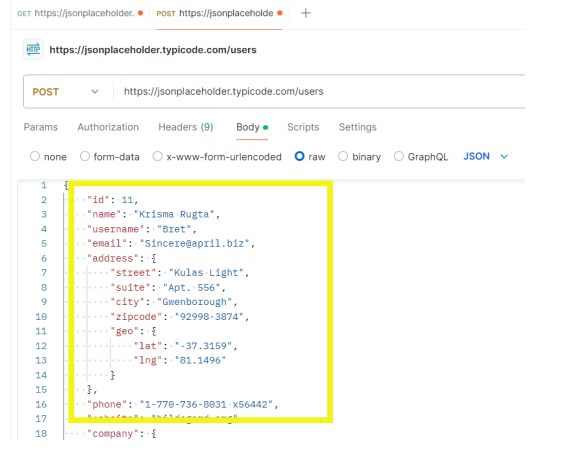 GET https://jsonplaceholder. POST https://jsonplaceholde +
HTTP https://jsonplaceholder.typicode.com/users
POST https://jsonplaceholder.typicode.com/users
Params Authorization Headers (9) Body Scripts Settings
none form-data x-www-form-urlencoded raw binary GraphQL JSON
1 {
2 "id": 11,
3 "name": "Krisma Rugta",
4 "username": "Bret",
5 "email": "Sincere@april.biz",
6 "address": {
7 "street": "Kulas Light",
8 "suite": "Apt. 556",
9 "city": "Gwenborough",
10 "zipcode": "92998-3874",
11 "geo": {
12 "lat": "-37.3159",
13 "lng": "81.1496"
14 }
15 },
16 "phone": "1-770-736-8031 x56442",
17
18 "company": {